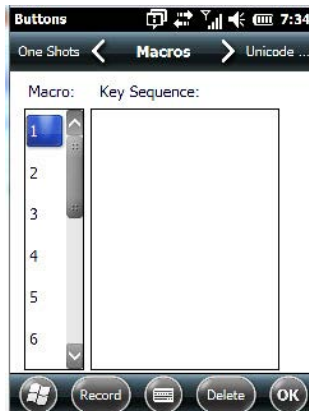 Buttons 7:34
One Shots Macros Unicode ...
Macro: Key Sequence:
1
2
3
4
5
6
Record Delete OK